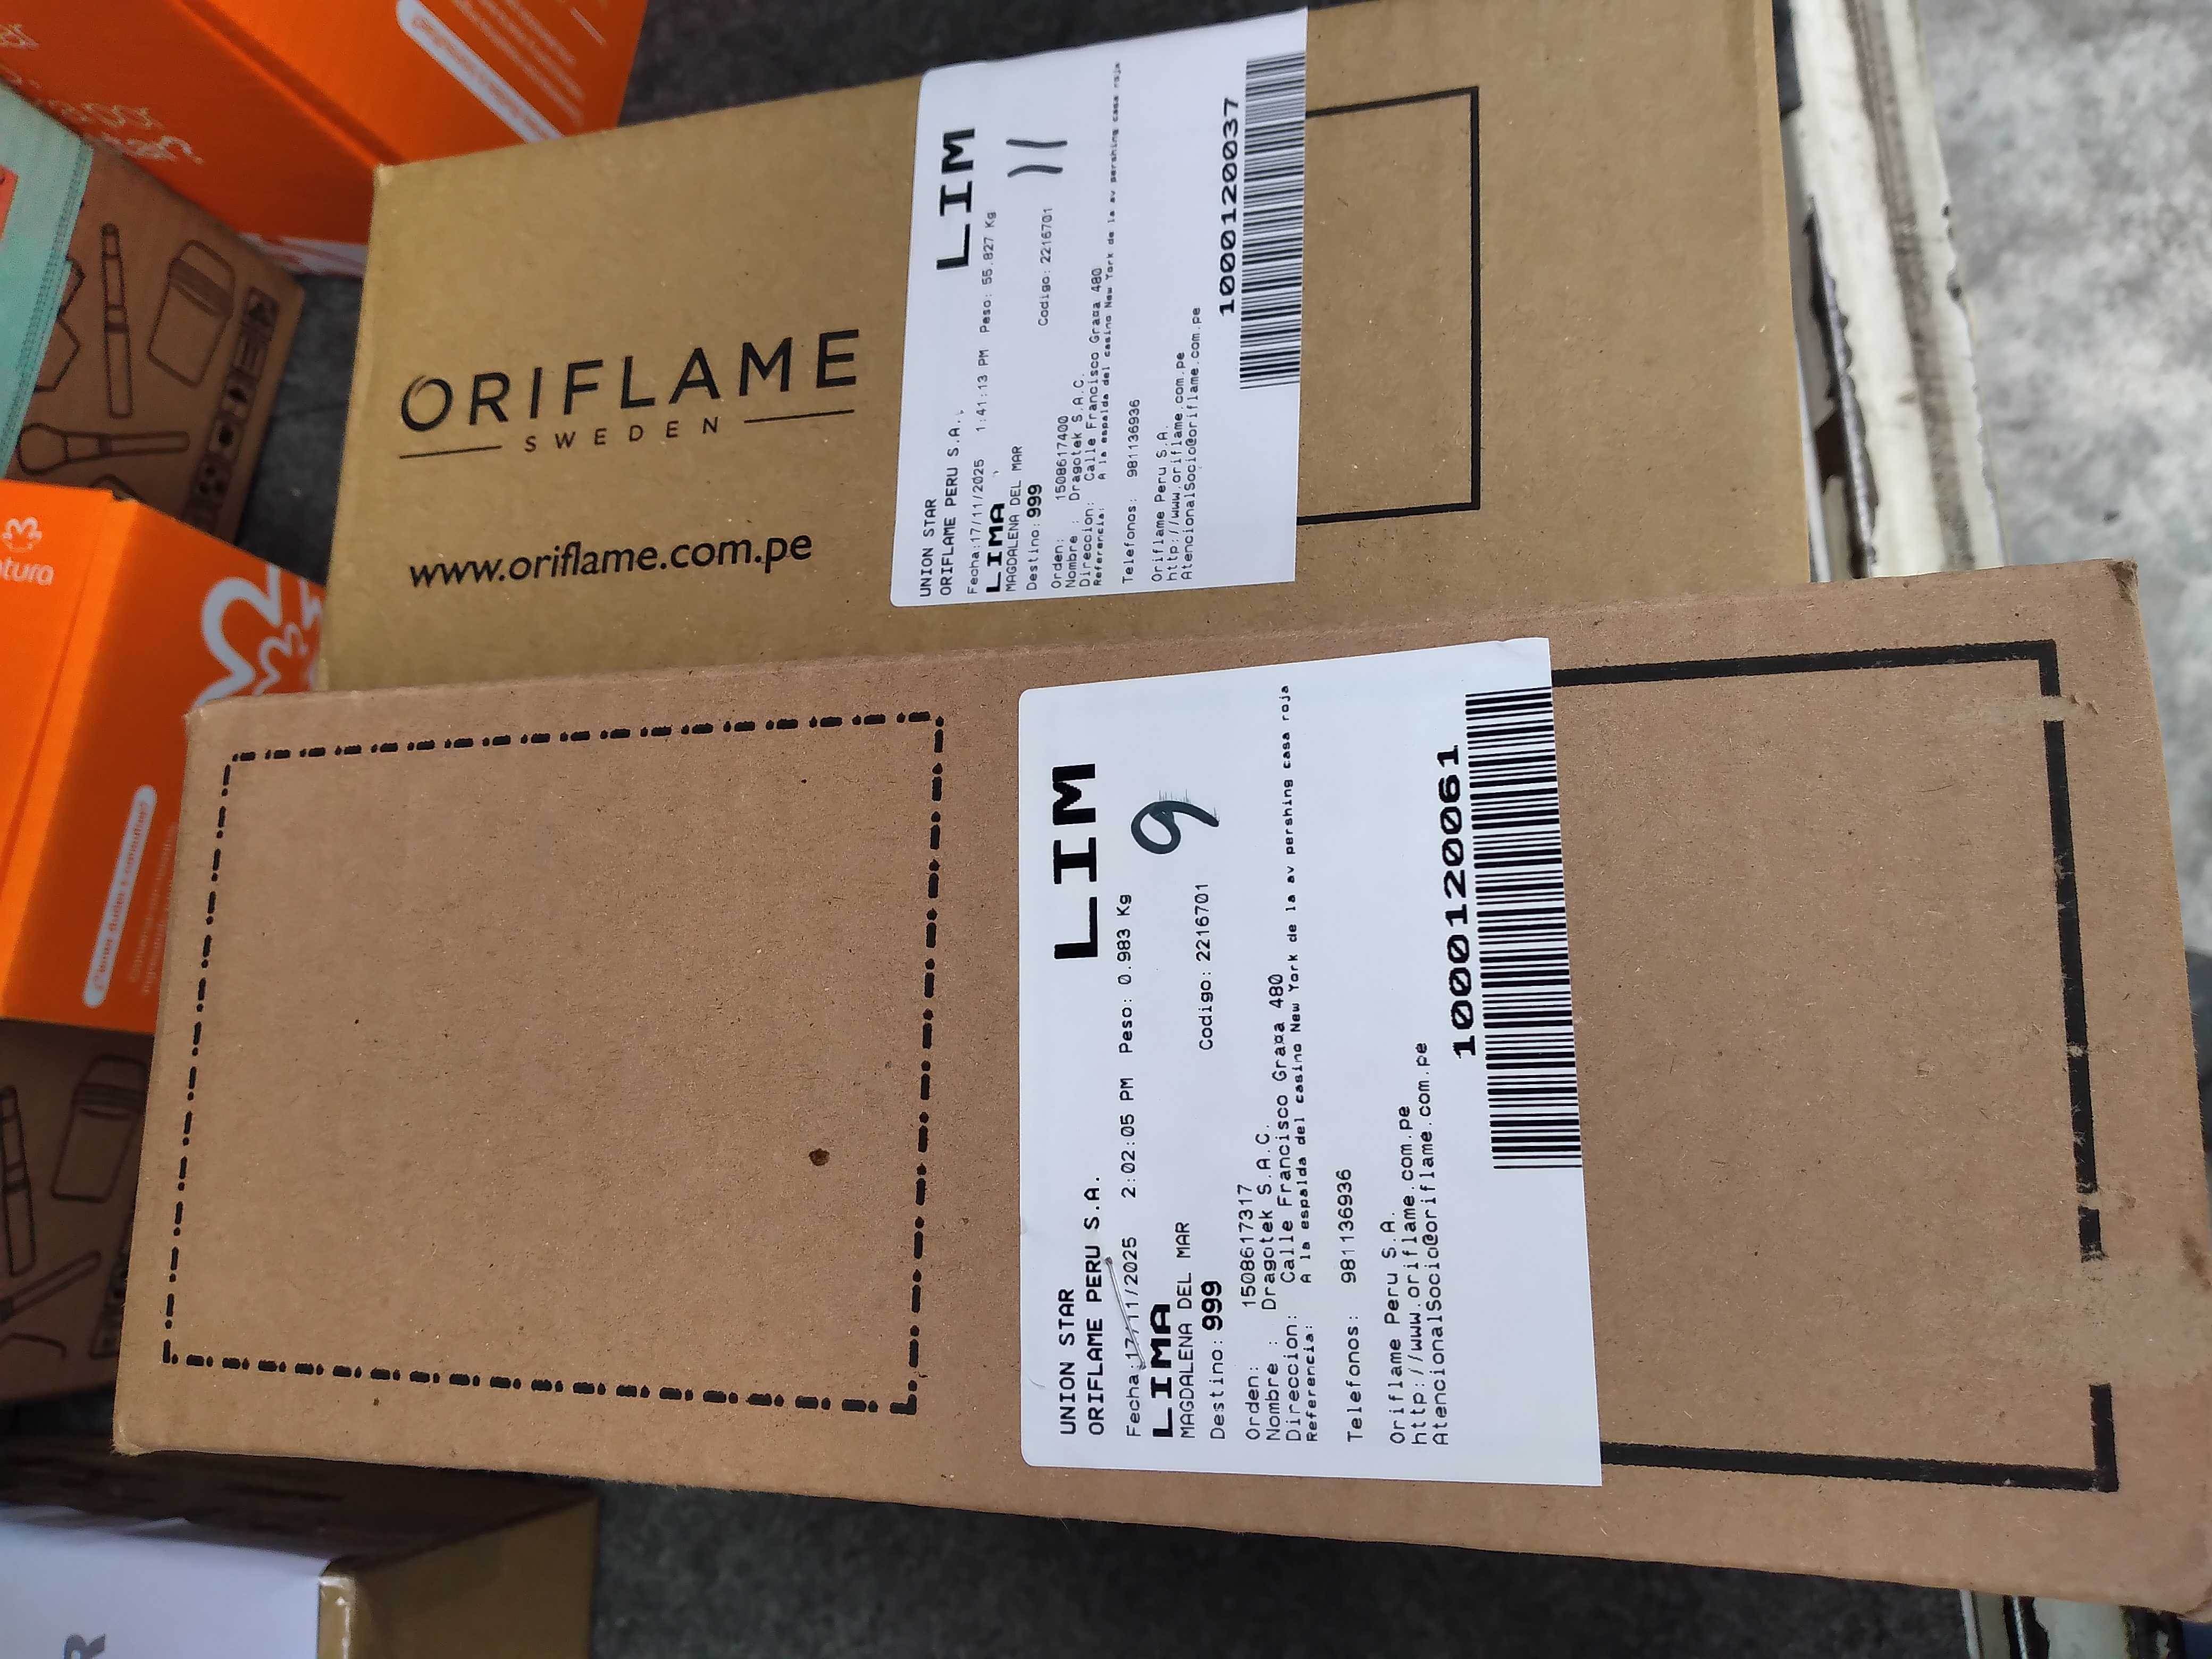 ORIFLAME
SWEDEN
www.oriflame.com.pe
UNION STAR
ORIFLAME PERU S.A.
LIM
Fecha:17/11/2025 1:41:13 PM Peso: 55.827 Kg
LIMA
MAGDALENA DEL MAR
11
Destino: 999
Codigo: 2216701
Orden: 1508617400
Nombre : Dragotek S.A.C.
Direccion: Calle Francisco Graña 480
Referencia: A la espalda del casino New York de la av pershing casa roja
Telefonos: 981136936
Oriflame Peru S.A.
http://www.oriflame.com.pe
AtencionalSocio@oriflame.com.pe
1000120037
UNION STAR
ORIFLAME PERU S.A.
LIM
Fecha:17/11/2025 2:02:05 PM Peso: 0.983 Kg
LIMA
MAGDALENA DEL MAR
9
Destino: 999
Codigo: 2216701
Orden: 1508617317
Nombre : Dragotek S.A.C.
Direccion: Calle Francisco Graña 480
Referencia: A la espalda del casino New York de la av pershing casa roja
Telefonos: 981136936
Oriflame Peru S.A.
http://www.oriflame.com.pe
AtencionalSocio@oriflame.com.pe
1000120061